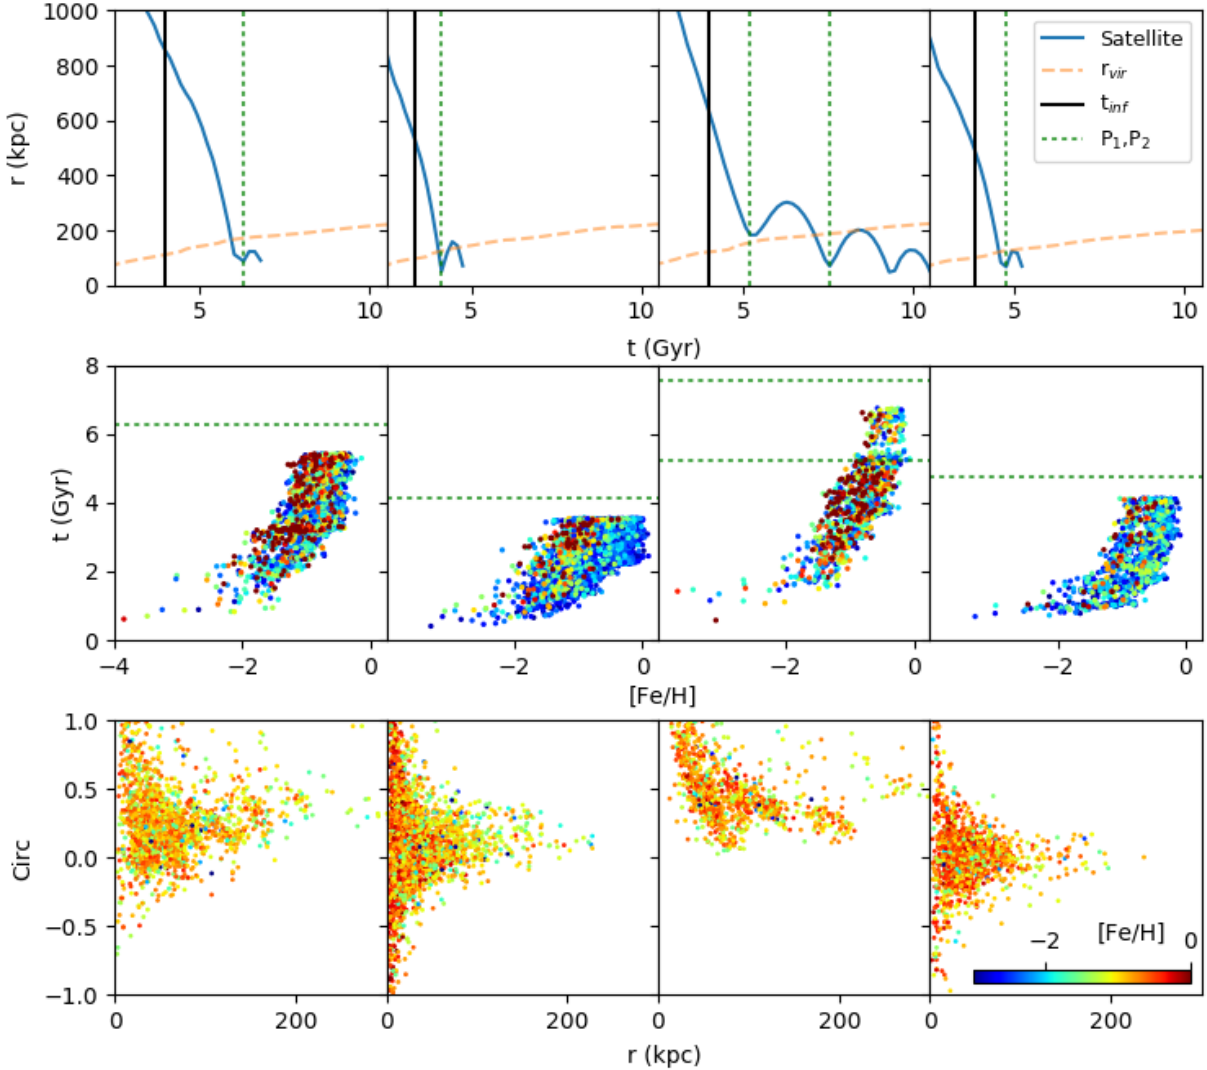 1000
800
600
400
200
0
r (kpc)
Satellite
r_vir
t_inf
P_1,P_2
5 10 5 10 5 10 5 10
t (Gyr)
8
6
4
2
0
t (Gyr)
−4 −2 0 −2 0 −2 0 −2 0
[Fe/H]
1.0
0.5
0.0
−0.5
−1.0
Circ
−2 [Fe/H] 0
0 200 0 200 0 200 0 200
r (kpc)